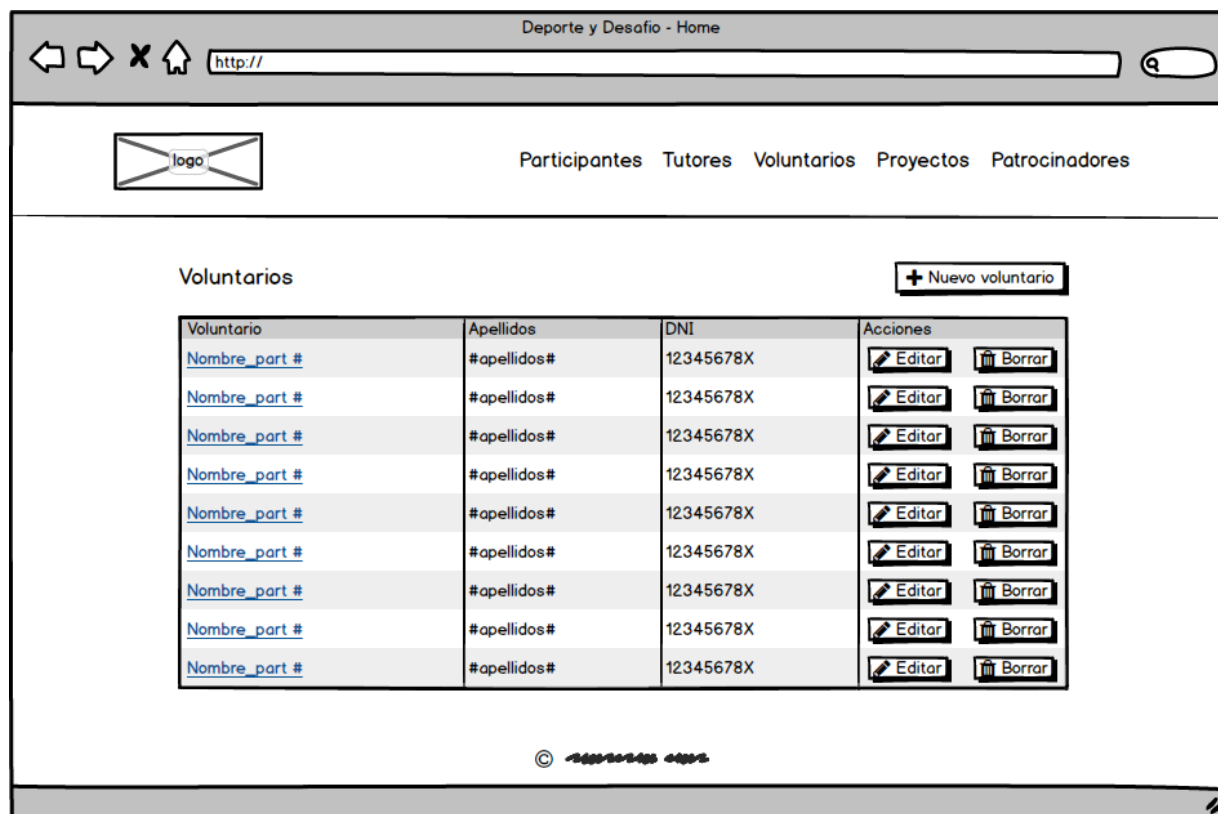 Deporte y Desafio - Home
http://
logo
Participantes Tutores Voluntarios Proyectos Patrocinadores
Voluntarios
Nuevo voluntario
Voluntario Apellidos DNI Acciones
Nombre_part # #apellidos# 12345678X Editar Borrar
Nombre_part # #apellidos# 12345678X Editar Borrar
Nombre_part # #apellidos# 12345678X Editar Borrar
Nombre_part # #apellidos# 12345678X Editar Borrar
Nombre_part # #apellidos# 12345678X Editar Borrar
Nombre_part # #apellidos# 12345678X Editar Borrar
Nombre_part # #apellidos# 12345678X Editar Borrar
Nombre_part # #apellidos# 12345678X Editar Borrar
Nombre_part # #apellidos# 12345678X Editar Borrar
©